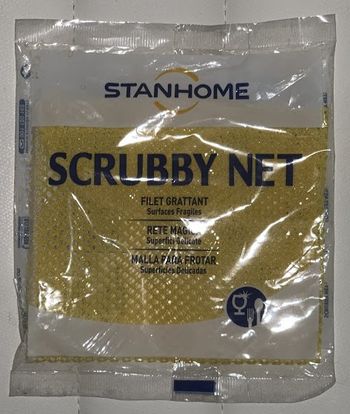 STANHOME
SCRUBBY NET
FILET GRATTANT
Surfaces Fragiles
RETE MAGICA
Superfici Delicate
MALLA PARA FROTAR
Superficies Delicadas